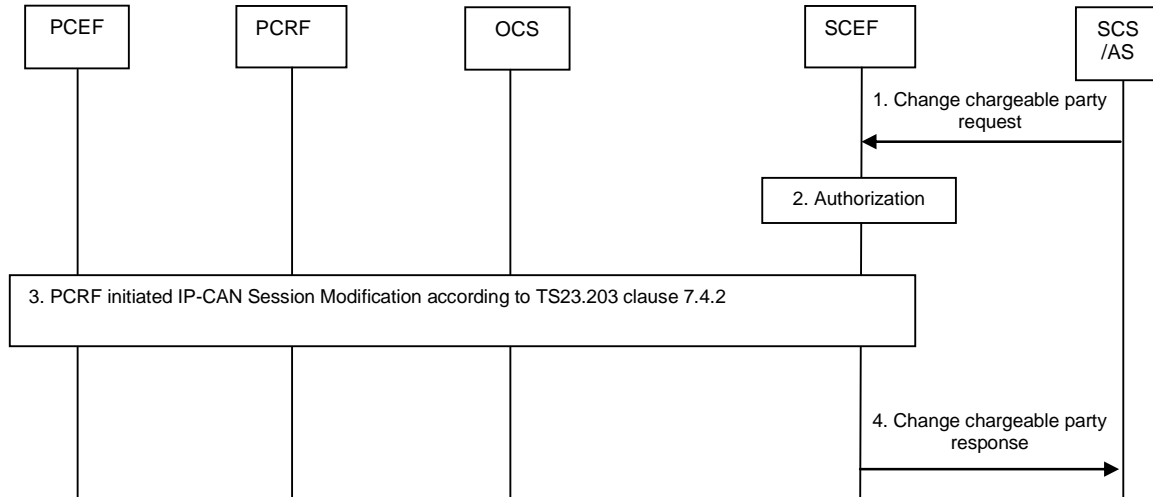 PCEF
PCRF
OCS
SCEF
SCS
/AS
1. Change chargeable party
request
2. Authorization
3. PCRF initiated IP-CAN Session Modification according to TS23.203 clause 7.4.2
4. Change chargeable party
response